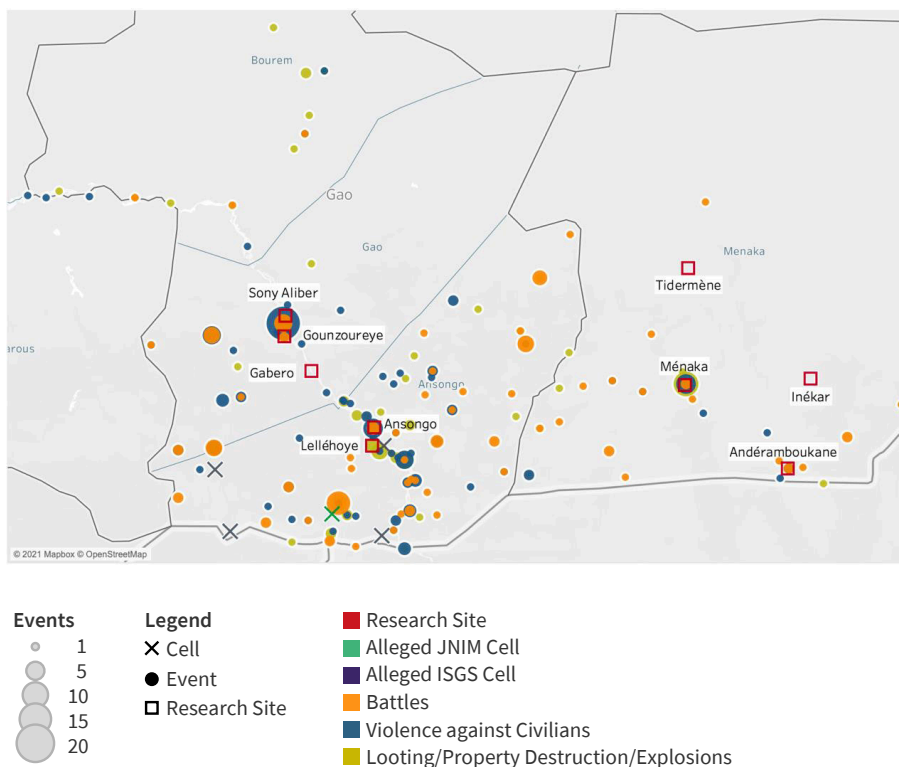 Bourem
Gao
Gao
Menaka
Tidermène
Sony Aliber
Gounzoureye
Gabero
Ménaka
arous
Ansongo
Inékar
Ansongo
Lelléhoye
Andéramboukane
© 2021 Mapbox © OpenStreetMap
Events
1
5
10
15
20
Legend
Cell
Event
Research Site
Research Site
Alleged JNIM Cell
Alleged ISGS Cell
Battles
Violence against Civilians
Looting/Property Destruction/Explosions